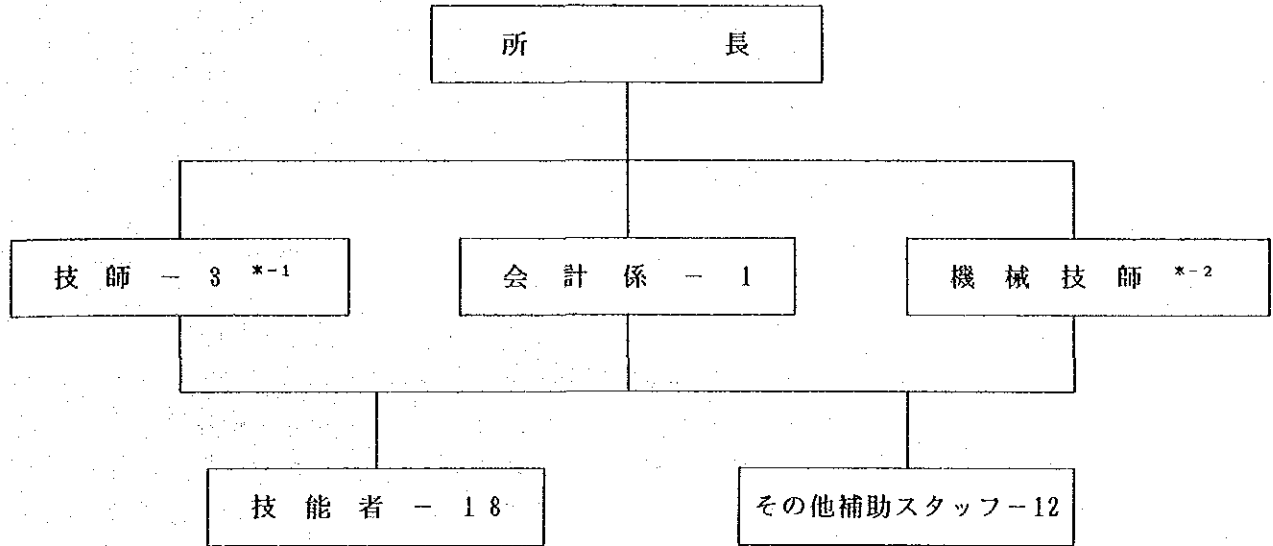 所長
技師－3 *-1
会計係－1
機械技師 *-2
技能者－18
その他補助スタッフ－12